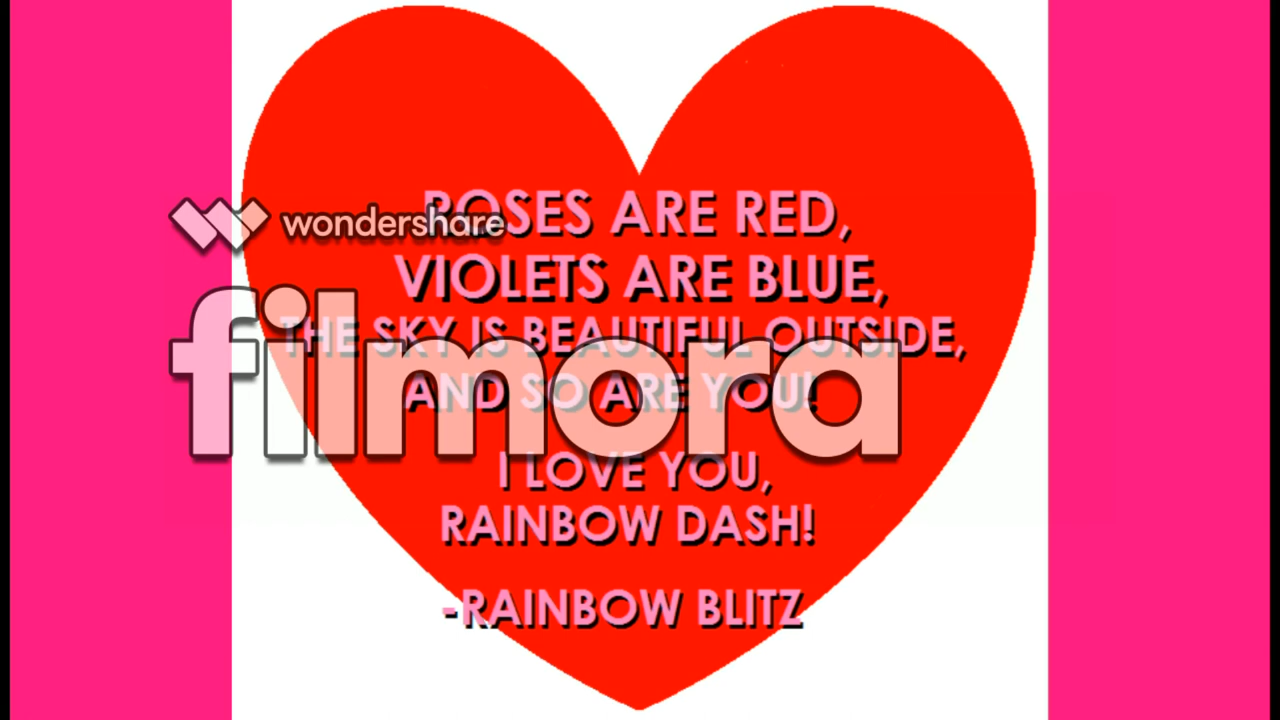 ROSES ARE RED,
wondershare
VIOLETS ARE BLUE,
filmora
THE SKY IS BEAUTIFUL OUTSIDE,
AND SO ARE YOU!
I LOVE YOU,
RAINBOW DASH!
-RAINBOW BLITZ